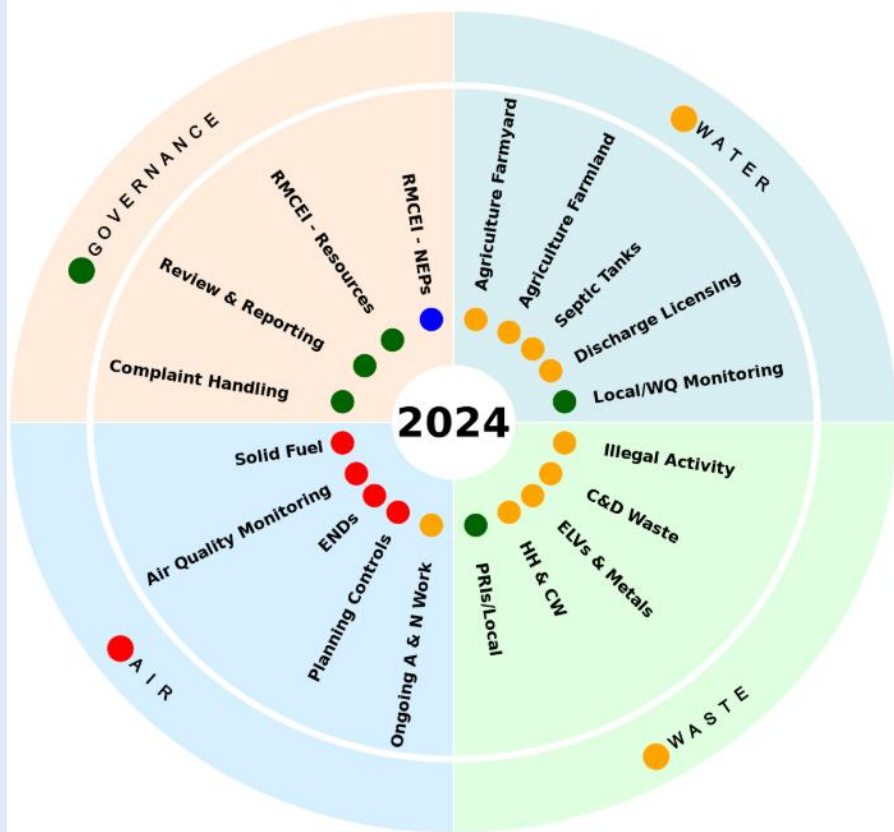 GOVERNANCE
RMCEI - NEPs
RMCEI - Resources
Review & Reporting
Complaint Handling
WATER
Agriculture Farmyard
Agriculture Farmland
Septic Tanks
Discharge Licensing
Local/WQ Monitoring
2024
AIR
Solid Fuel
Air Quality Monitoring
ENDs
Planning Controls
Ongoing A & N Work
WASTE
Illegal Activity
C&D Waste
ELVs & Metals
HH & CW
PRIs/Local